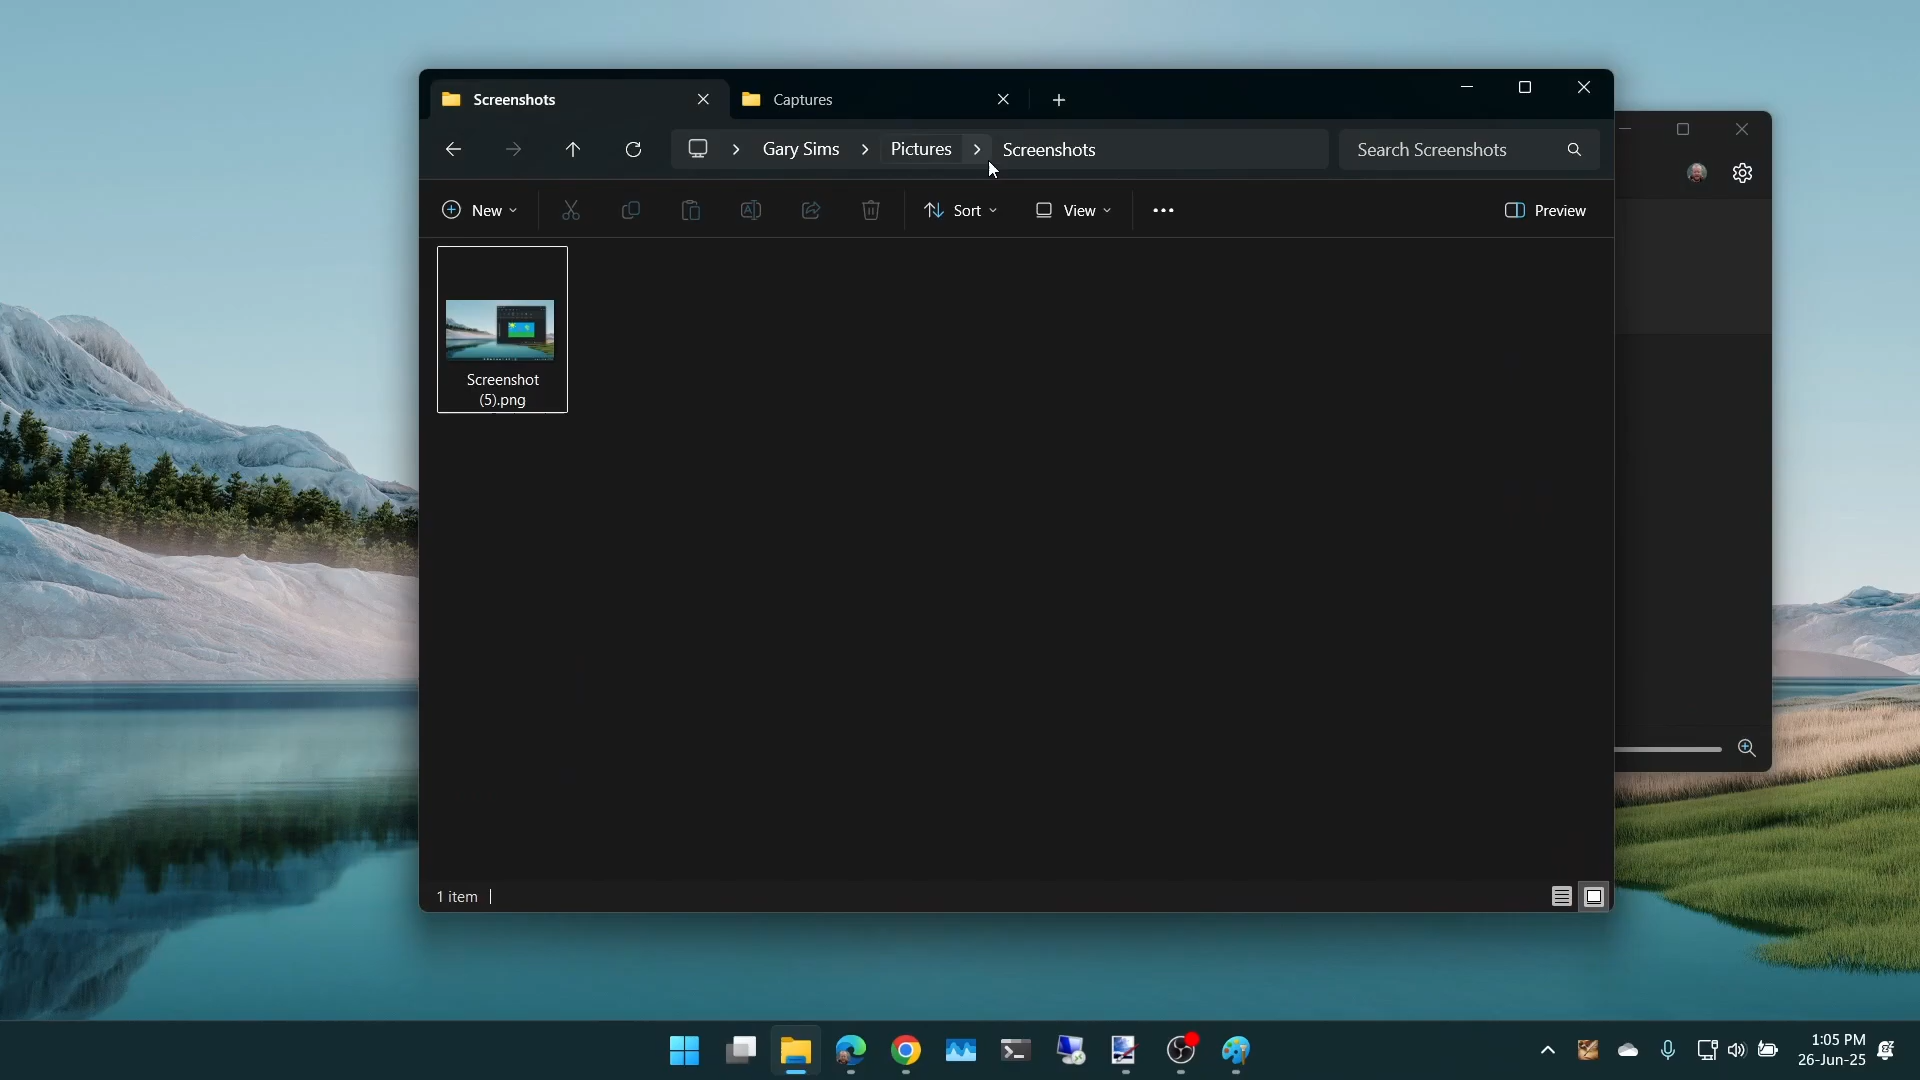 Screenshots
Captures
Gary Sims
Pictures
Screenshots
Search Screenshots
New
Sort
View
Preview
Screenshot
(5).png
1 item
1:05 PM
26-Jun-25